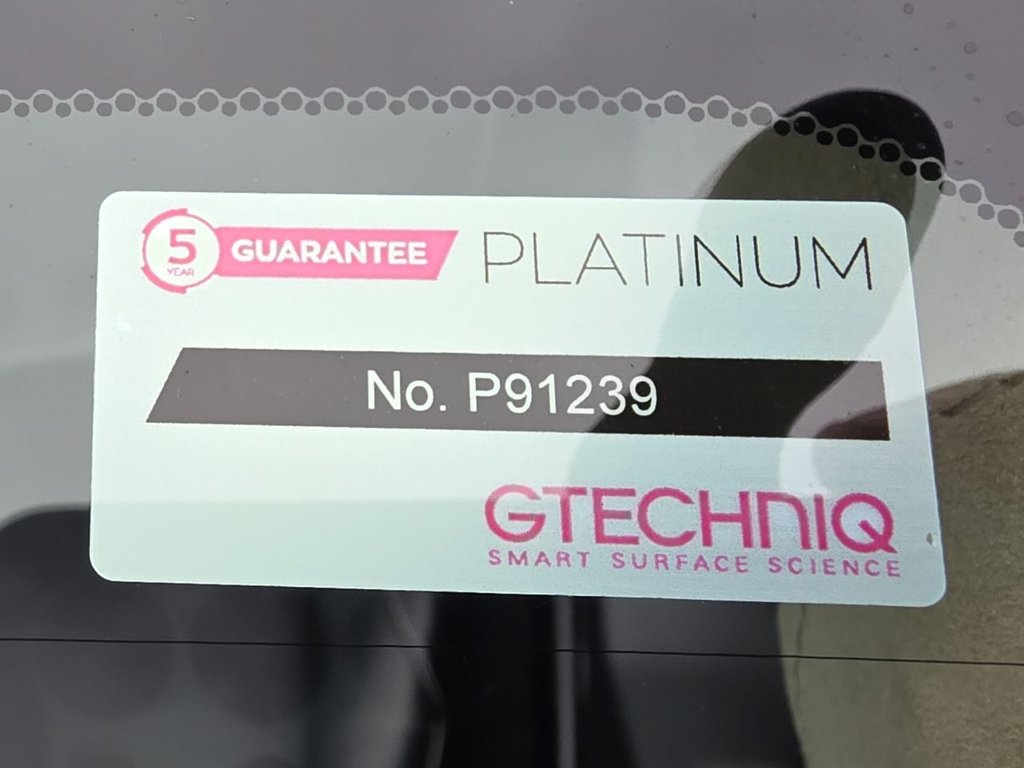 5 YEAR GUARANTEE PLATINUM
No. P91239
GTECHNIQ
SMART SURFACE SCIENCE